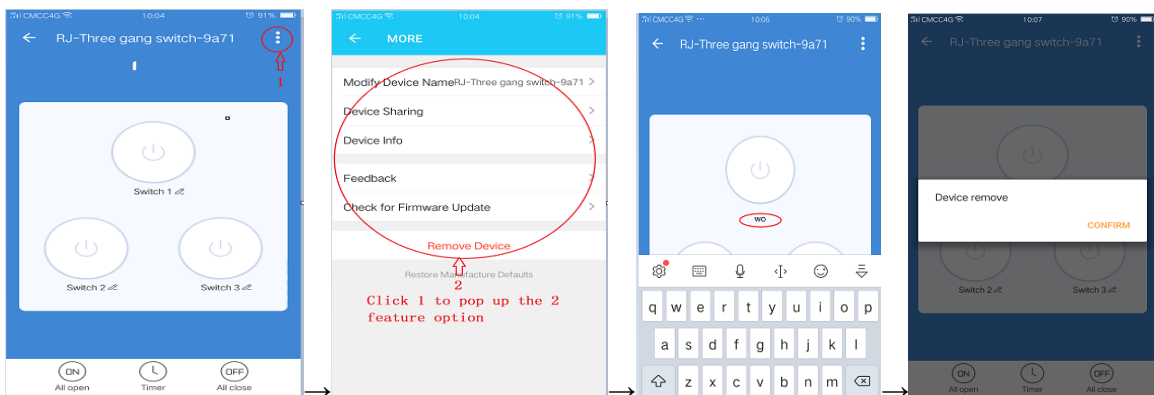 CMCC4G 10:04 91%
RJ-Three gang switch-9a71
1
Switch 1
Switch 2
Switch 3
ON
OFF
All open
Timer
All close
→
CMCC4G 10:04 91%
MORE
Modify Device Name RJ-Three gang switch-9a71 >
Device Sharing >
Device Info >
Feedback >
Check for Firmware Update >
Remove Device
Restore Manufacture Defaults
2
Click 1 to pop up the 2
feature option
→
CMCC4G 10:06 90%
RJ-Three gang switch-9a71
WO
q w e r t y u i o p
a s d f g h j k l
z x c v b n m
→
CMCC4G 10:07 90%
RJ-Three gang switch-9a71
Device remove
CONFIRM
Switch 2
Switch 3
ON
OFF
All open
Timer
All close